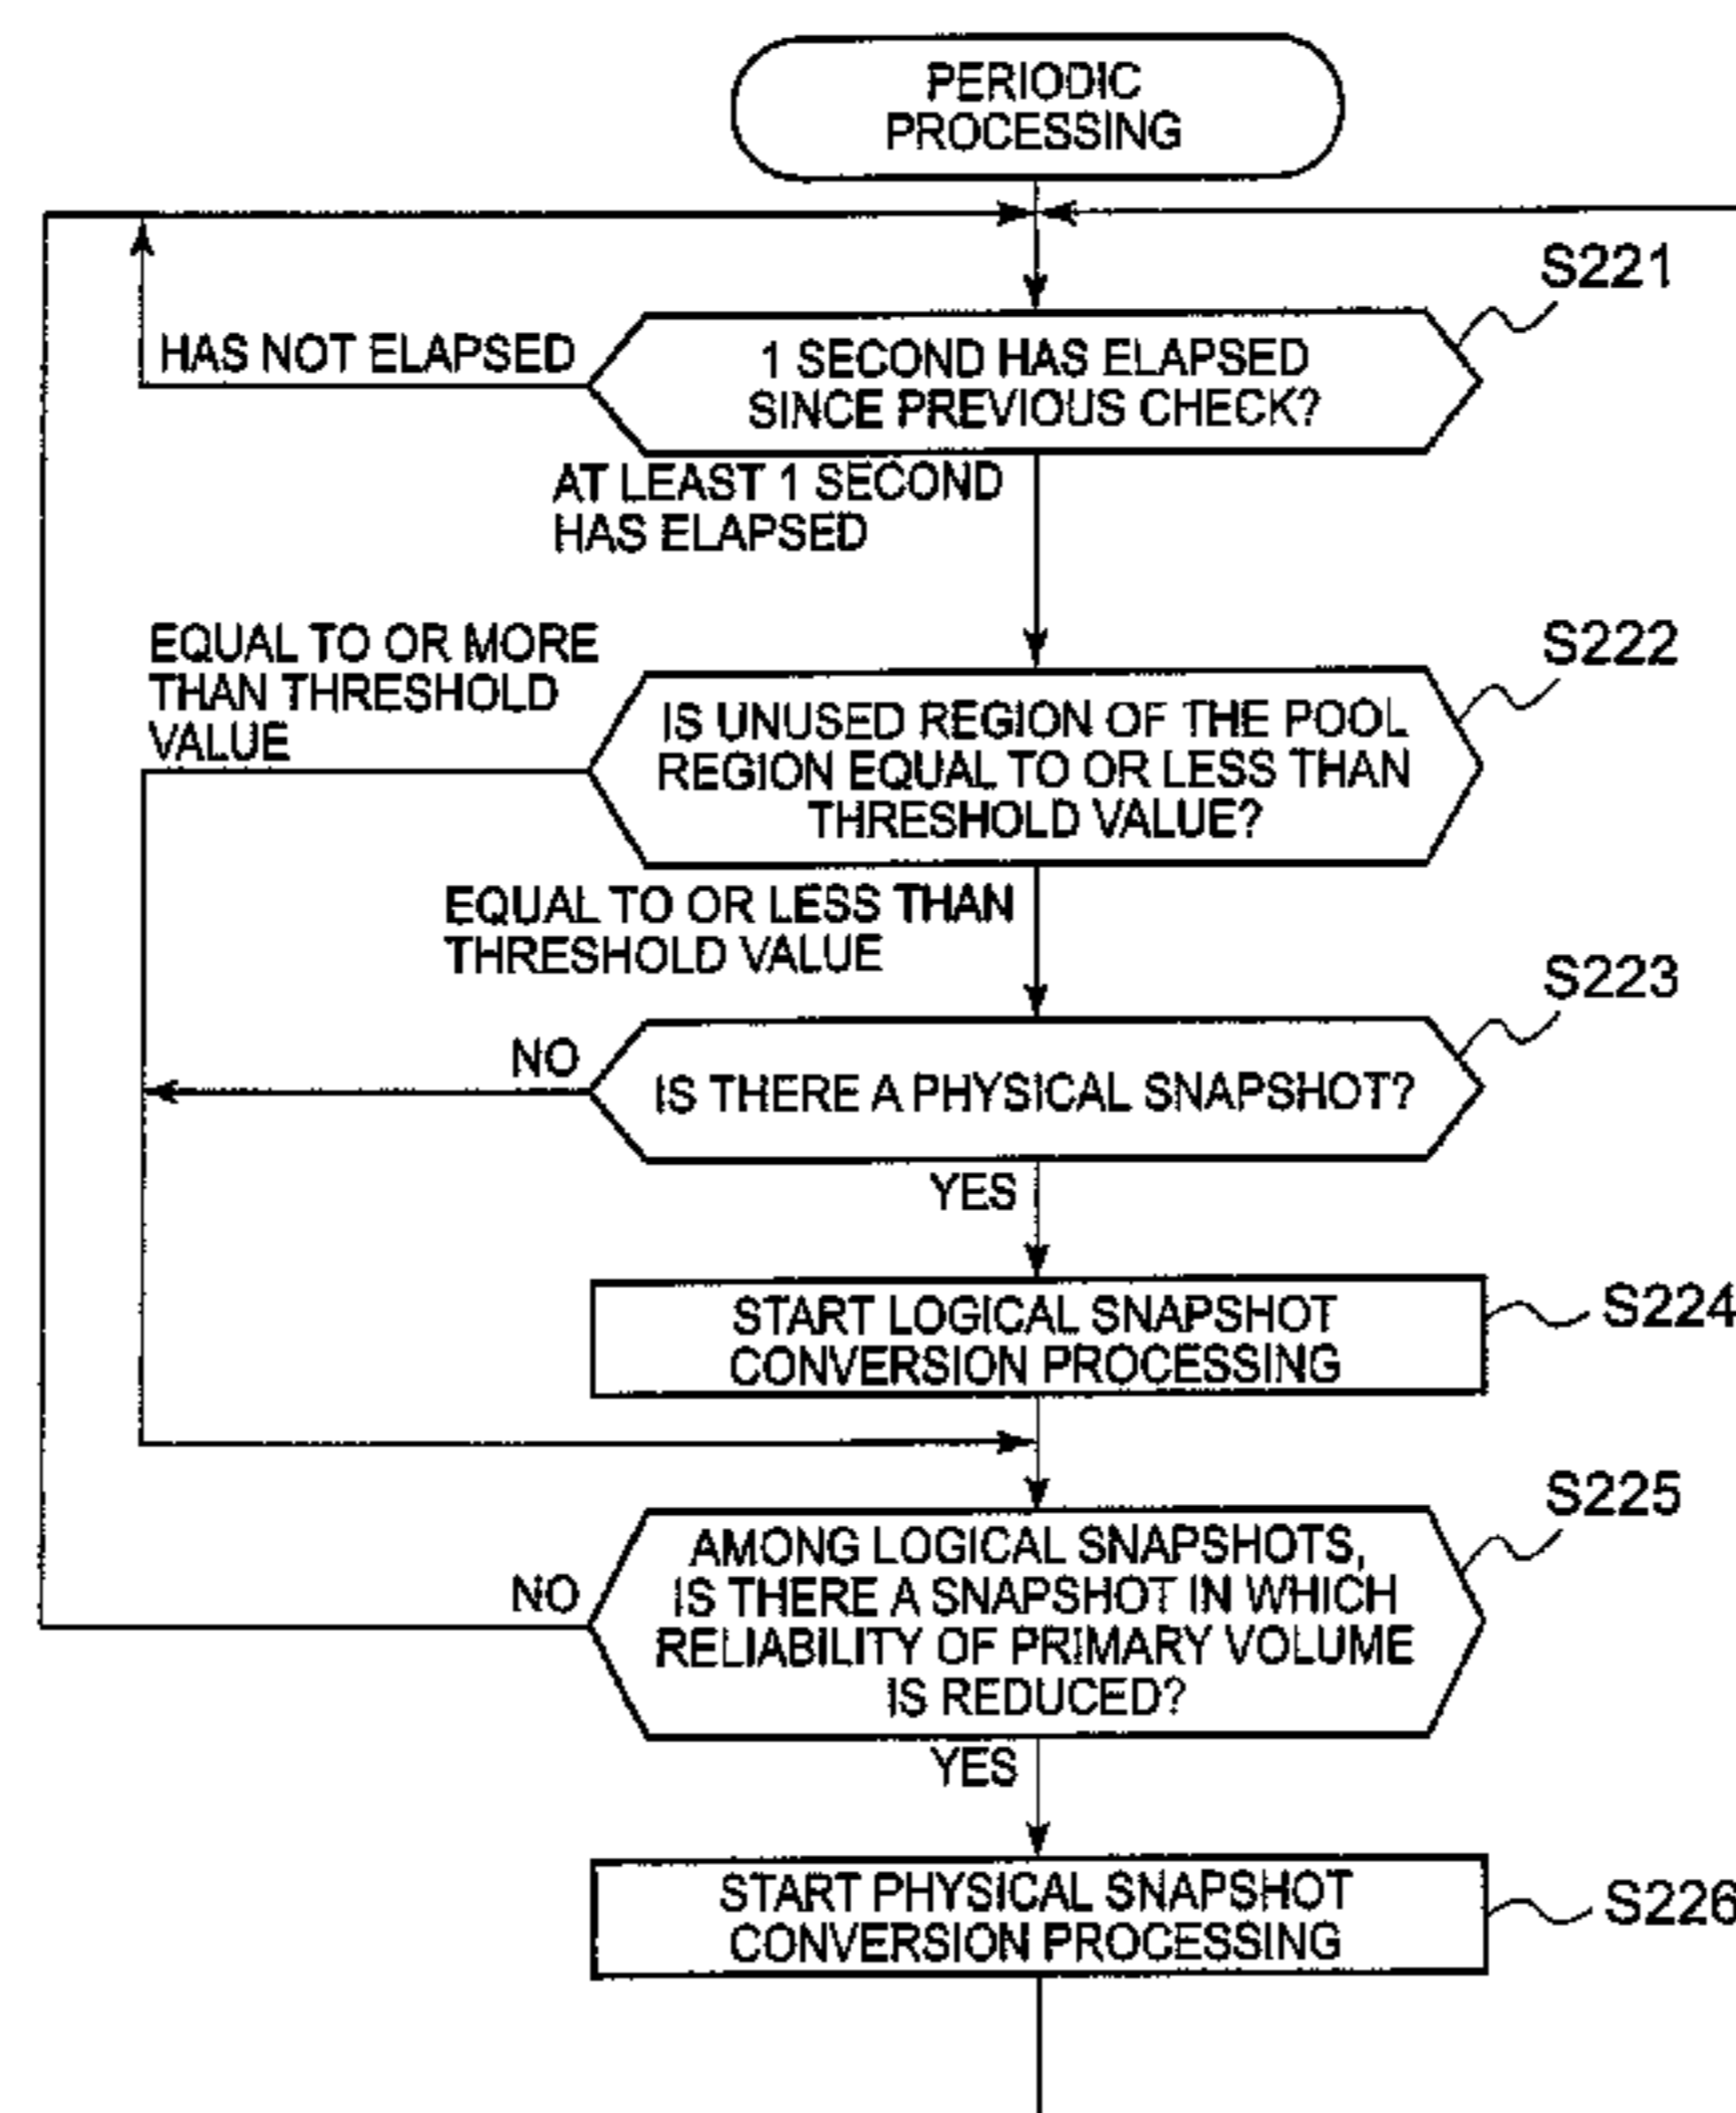 PERIODIC
PROCESSING
S221
HAS NOT ELAPSED
1 SECOND HAS ELAPSED
SINCE PREVIOUS CHECK?
AT LEAST 1 SECOND
HAS ELAPSED
EQUAL TO OR MORE
THAN THRESHOLD
VALUE
S222
IS UNUSED REGION OF THE POOL
REGION EQUAL TO OR LESS THAN
THRESHOLD VALUE?
EQUAL TO OR LESS THAN
THRESHOLD VALUE
S223
NO
IS THERE A PHYSICAL SNAPSHOT?
YES
START LOGICAL SNAPSHOT
CONVERSION PROCESSING
S224
S225
NO
AMONG LOGICAL SNAPSHOTS,
IS THERE A SNAPSHOT IN WHICH
RELIABILITY OF PRIMARY VOLUME
IS REDUCED?
YES
START PHYSICAL SNAPSHOT
CONVERSION PROCESSING
S226